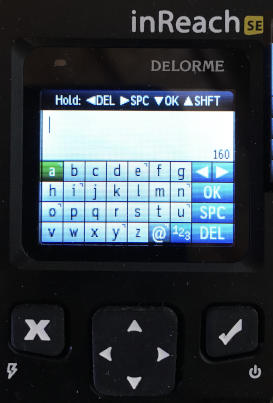 inReach SE
DELORME
Hold: ◀DEL ▶SPC ▼OK ▲SHFT
160
a b c d e f g ◀ ▶
h i j k l m n OK
o p q r s t u SPC
v w x y z @ 123 DEL